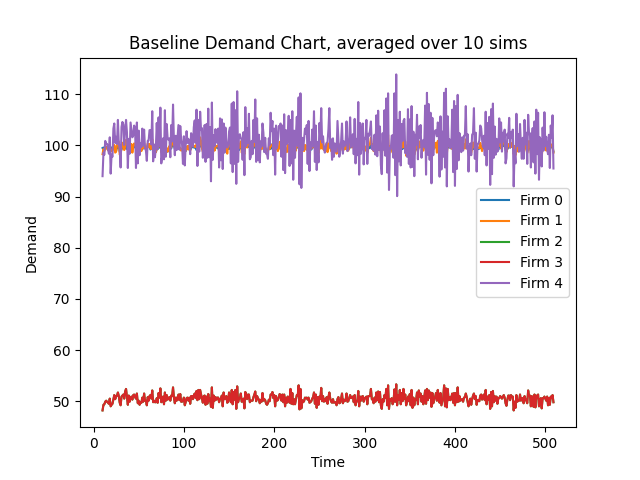 Baseline Demand Chart, averaged over 10 sims
Demand
110
100
90
80
70
60
50
Firm 0
Firm 1
Firm 2
Firm 3
Firm 4
0 100 200 300 400 500
Time